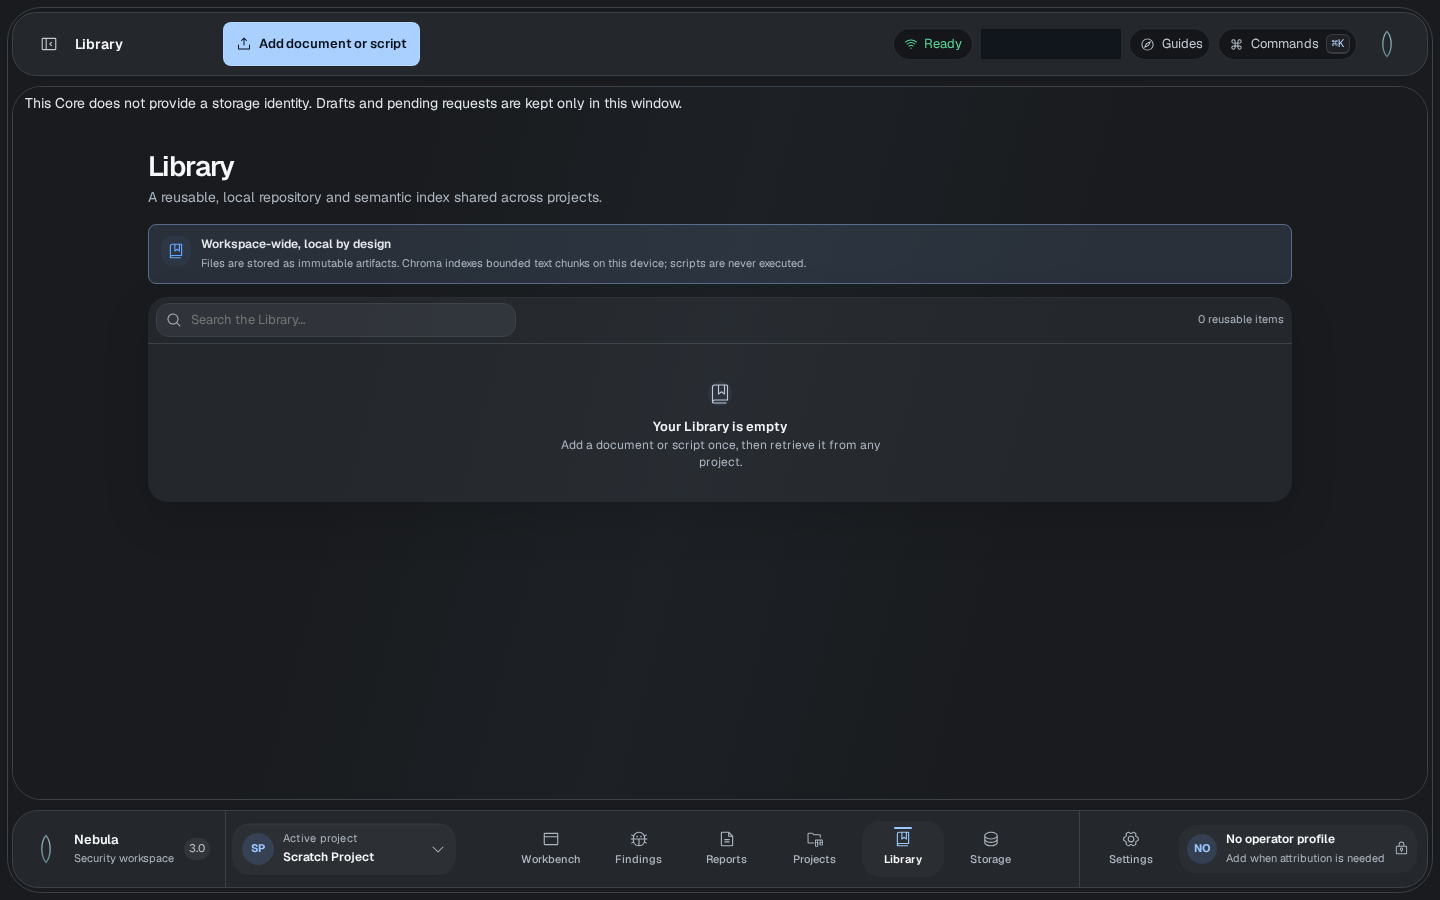 Library
Add document or script
Ready
Guides
Commands
⌘K
This Core does not provide a storage identity. Drafts and pending requests are kept only in this window.
Library
A reusable, local repository and semantic index shared across projects.
Workspace-wide, local by design
Files are stored as immutable artifacts. Chroma indexes bounded text chunks on this device; scripts are never executed.
Search the Library...
0 reusable items
Your Library is empty
Add a document or script once, then retrieve it from any
project.
Nebula
Security workspace
3.0
SP
Active project
Scratch Project
Workbench
Findings
Reports
Projects
Library
Storage
Settings
NO
No operator profile
Add when attribution is needed